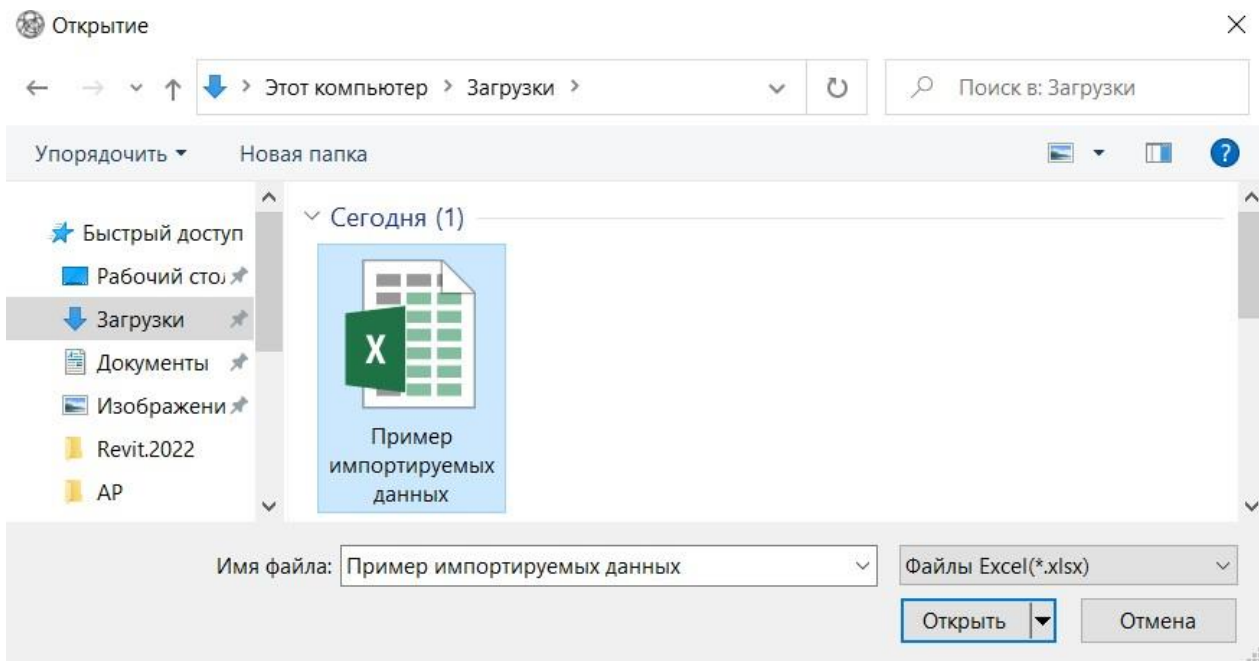 Открытие
Этот компьютер > Загрузки >
Поиск в: Загрузки
Упорядочить
Новая папка
?
Быстрый доступ
Рабочий стол
Загрузки
Документы
Изображени
Revit.2022
AP
Сегодня (1)
X
Пример
импортируемых
данных
Имя файла:
Пример импортируемых данных
Файлы Excel(*.xlsx)
Открыть
Отмена